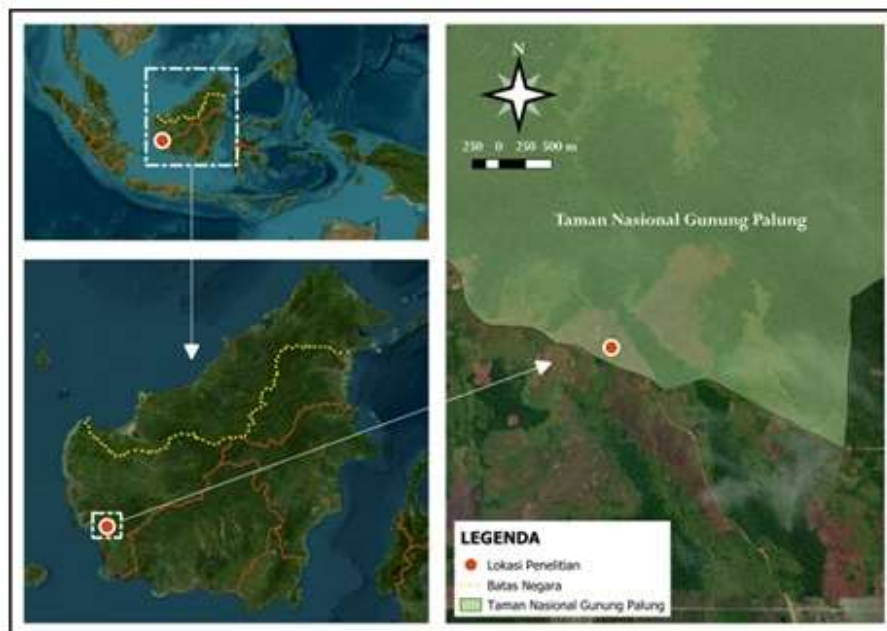 N
250 0 250 500 m
Taman Nasional Gunung Palung
LEGENDA
Lokasi Penelitian
Batas Negara
Taman Nasional Gunung Palung